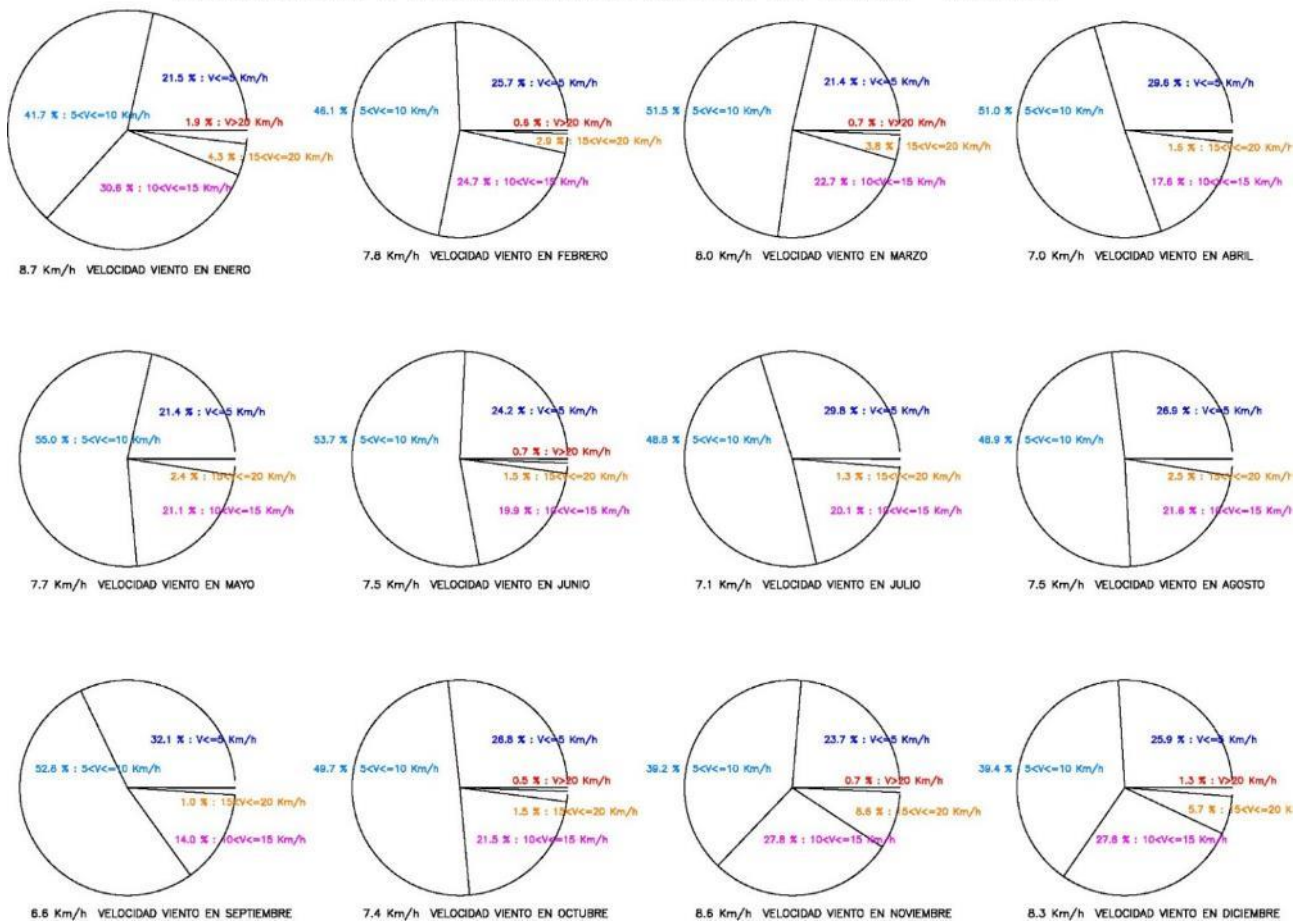 21.5 % : V<=5 Km/h
41.7 % : 5<V<=10 Km/h
1.9 % : V>20 Km/h
4.3 % : 15<V<=20 Km/h
30.6 % : 10<V<=15 Km/h
8.7 Km/h VELOCIDAD VIENTO EN ENERO
25.7 % : V<=5 Km/h
46.1 % : 5<V<=10 Km/h
0.6 % : V>20 Km/h
2.9 % : 15<V<=20 Km/h
24.7 % : 10<V<=15 Km/h
7.8 Km/h VELOCIDAD VIENTO EN FEBRERO
21.4 % : V<=5 Km/h
51.5 % : 5<V<=10 Km/h
0.7 % : V>20 Km/h
3.8 % : 15<V<=20 Km/h
22.7 % : 10<V<=15 Km/h
8.0 Km/h VELOCIDAD VIENTO EN MARZO
29.6 % : V<=5 Km/h
51.0 % : 5<V<=10 Km/h
1.6 % : 15<V<=20 Km/h
17.6 % : 10<V<=15 Km/h
7.0 Km/h VELOCIDAD VIENTO EN ABRIL
21.4 % : V<=5 Km/h
55.0 % : 5<V<=10 Km/h
2.4 % : 15<V<=20 Km/h
21.1 % : 10<V<=15 Km/h
7.7 Km/h VELOCIDAD VIENTO EN MAYO
24.2 % : V<=5 Km/h
53.7 % : 5<V<=10 Km/h
0.7 % : V>20 Km/h
1.5 % : 15<V<=20 Km/h
19.9 % : 10<V<=15 Km/h
7.5 Km/h VELOCIDAD VIENTO EN JUNIO
29.8 % : V<=5 Km/h
48.8 % : 5<V<=10 Km/h
1.3 % : 15<V<=20 Km/h
20.1 % : 10<V<=15 Km/h
7.1 Km/h VELOCIDAD VIENTO EN JULIO
26.9 % : V<=5 Km/h
48.9 % : 5<V<=10 Km/h
2.5 % : 15<V<=20 Km/h
21.6 % : 10<V<=15 Km/h
7.5 Km/h VELOCIDAD VIENTO EN AGOSTO
32.1 % : V<=5 Km/h
52.8 % : 5<V<=10 Km/h
1.0 % : 15<V<=20 Km/h
14.0 % : 10<V<=15 Km/h
6.6 Km/h VELOCIDAD VIENTO EN SEPTIEMBRE
26.8 % : V<=5 Km/h
49.7 % : 5<V<=10 Km/h
0.5 % : V>20 Km/h
1.5 % : 15<V<=20 Km/h
21.5 % : 10<V<=15 Km/h
7.4 Km/h VELOCIDAD VIENTO EN OCTUBRE
23.7 % : V<=5 Km/h
39.2 % : 5<V<=10 Km/h
0.7 % : V>20 Km/h
8.6 % : 15<V<=20 Km/h
27.8 % : 10<V<=15 Km/h
8.6 Km/h VELOCIDAD VIENTO EN NOVIEMBRE
25.9 % : V<=5 Km/h
39.4 % : 5<V<=10 Km/h
1.3 % : V>20 Km/h
5.7 % : 15<V<=20 K
27.6 % : 10<V<=15 Km/h
8.3 Km/h VELOCIDAD VIENTO EN DICIEMBRE